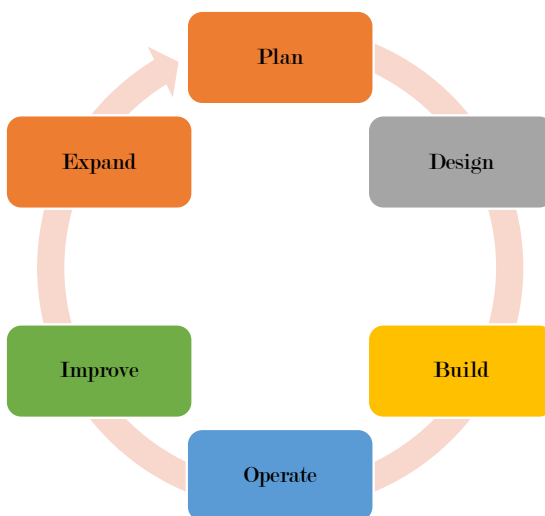 Plan
Design
Build
Operate
Improve
Expand